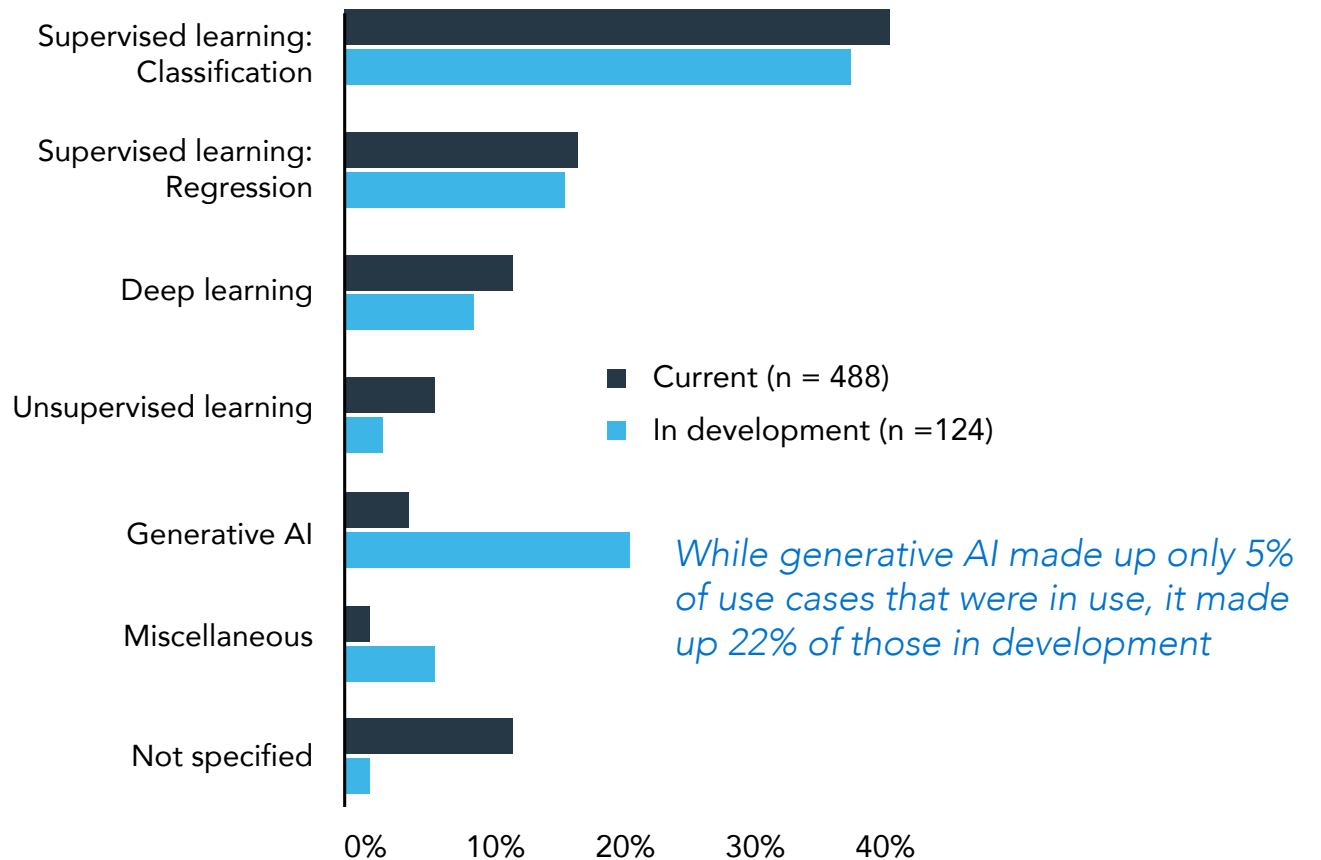 Supervised learning:
Classification
Supervised learning:
Regression
Deep learning
Unsupervised learning
Current (n = 488)
In development (n =124)
Generative AI
While generative AI made up only 5%
of use cases that were in use, it made
up 22% of those in development
Miscellaneous
Not specified
0% 10% 20% 30% 40%